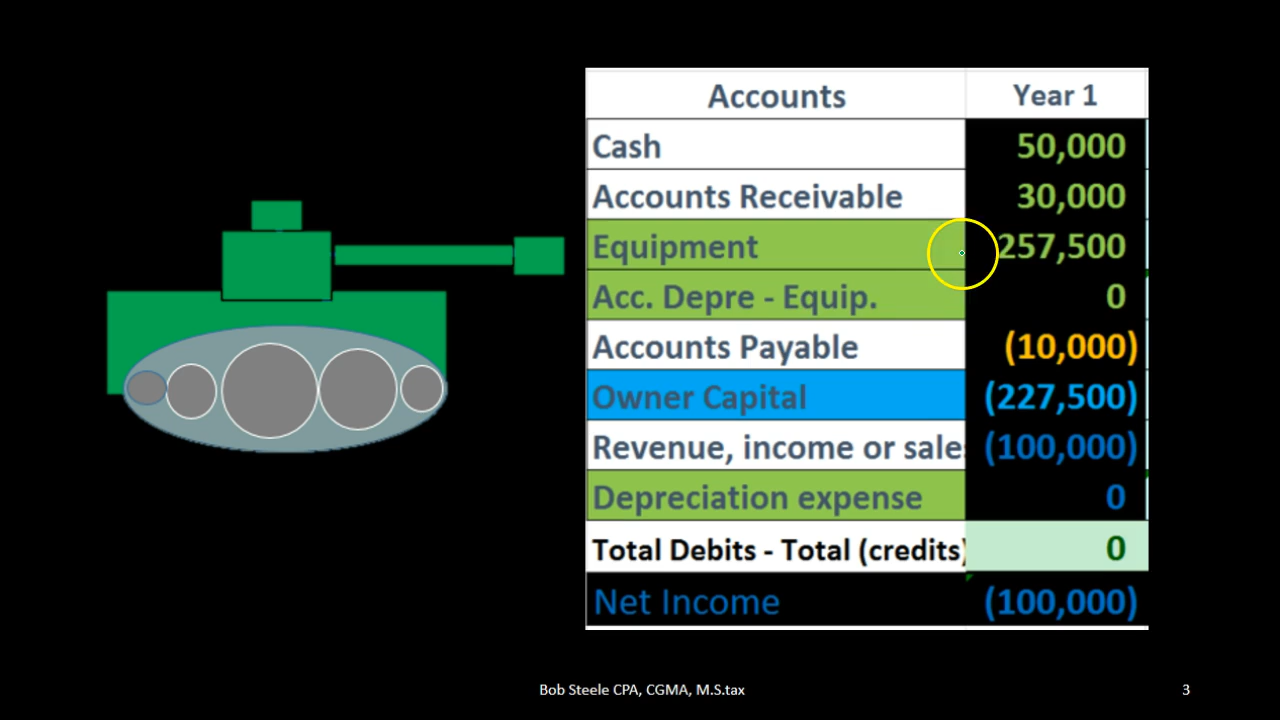 Accounts Year 1
Cash 50,000
Accounts Receivable 30,000
Equipment 257,500
Acc. Depre - Equip. 0
Accounts Payable (10,000)
Owner Capital (227,500)
Revenue, income or sales (100,000)
Depreciation expense 0
Total Debits - Total (credits) 0
Net Income (100,000)
Bob Steele CPA, CGMA, M.S.tax 3